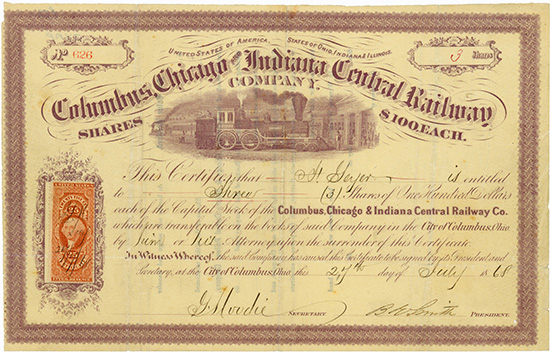 UNITED STATES OF AMERICA. STATES OF OHIO, INDIANA & ILLINOIS.
No 626
3 Shares
Columbus, Chicago and Indiana Central Railway
COMPANY.
SHARES $100, EACH.
This Certifies that is entitled
to Three (3) Shares of One Hundred Dollars
each of the Capital Stock of the Columbus, Chicago & Indiana Central Railway Co.
which are transferable on the books of said Company in the City of Columbus, Ohio
by or Attorney upon the surrender of this Certificate.
In Witness Whereof, the said Company has caused this Certificate to be signed by its President and
Secretary, at the City of Columbus, Ohio, the 27th day of July 1868
J. Moodie SECRETARY. B. E. Smith PRESIDENT.